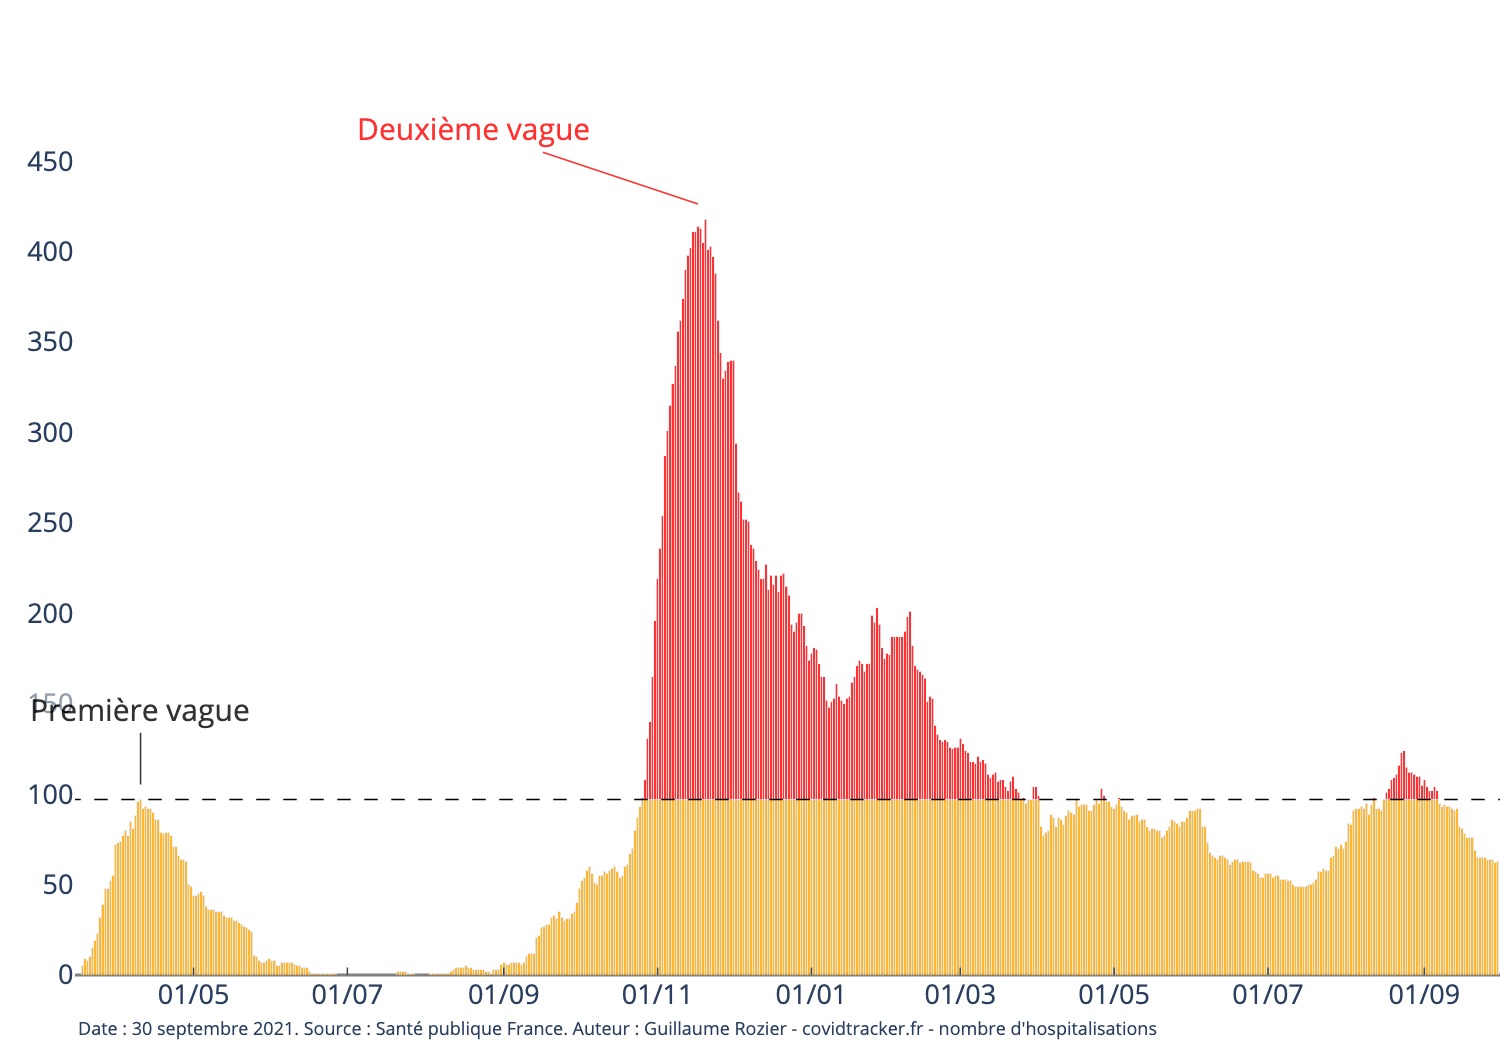 Deuxième vague
450
400
350
300
250
200
150
Première vague
100
50
0
01/05 01/07 01/09 01/11 01/01 01/03 01/05 01/07 01/09
Date : 30 septembre 2021. Source : Santé publique France. Auteur : Guillaume Rozier - covidtracker.fr - nombre d'hospitalisations